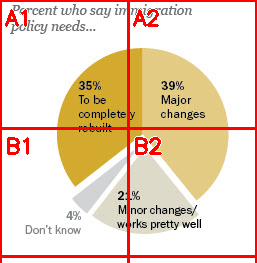 Percent who say immigration
policy needs...
A1
A2
35%
To be
completely
rebuilt
39%
Major
changes
B1
B2
21%
Minor changes/
works pretty well
4%
Don't know